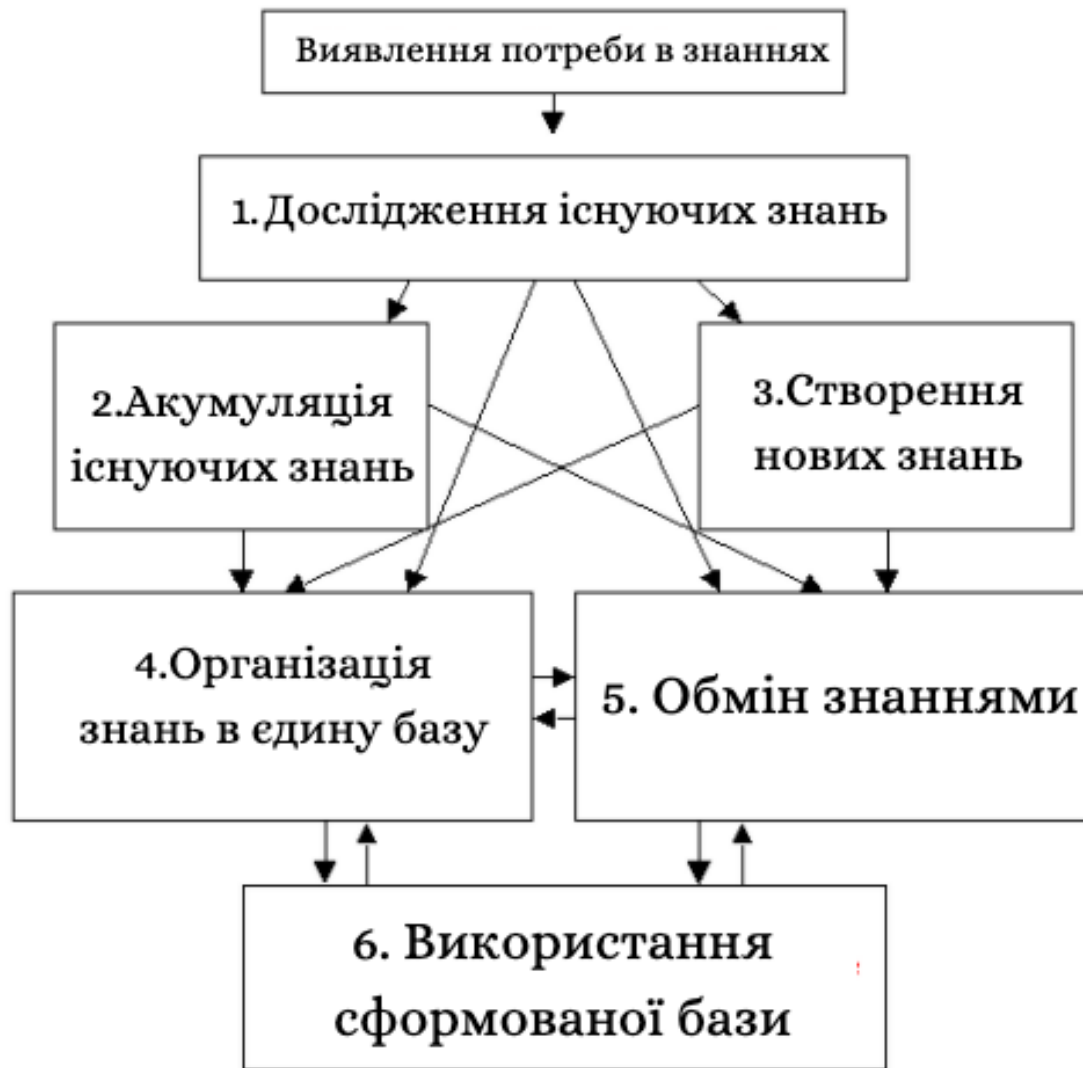 Виявлення потреби в знаннях
1.Дослідження існуючих знань
2.Акумуляція
існуючих знань
3.Створення
нових знань
4.Організація
знань в єдину базу
5. Обмін знаннями
6. Використання
сформованої бази